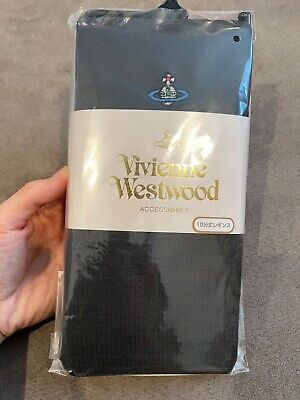 Vivienne
Westwood
ACCESSORIES
10分丈レギンス